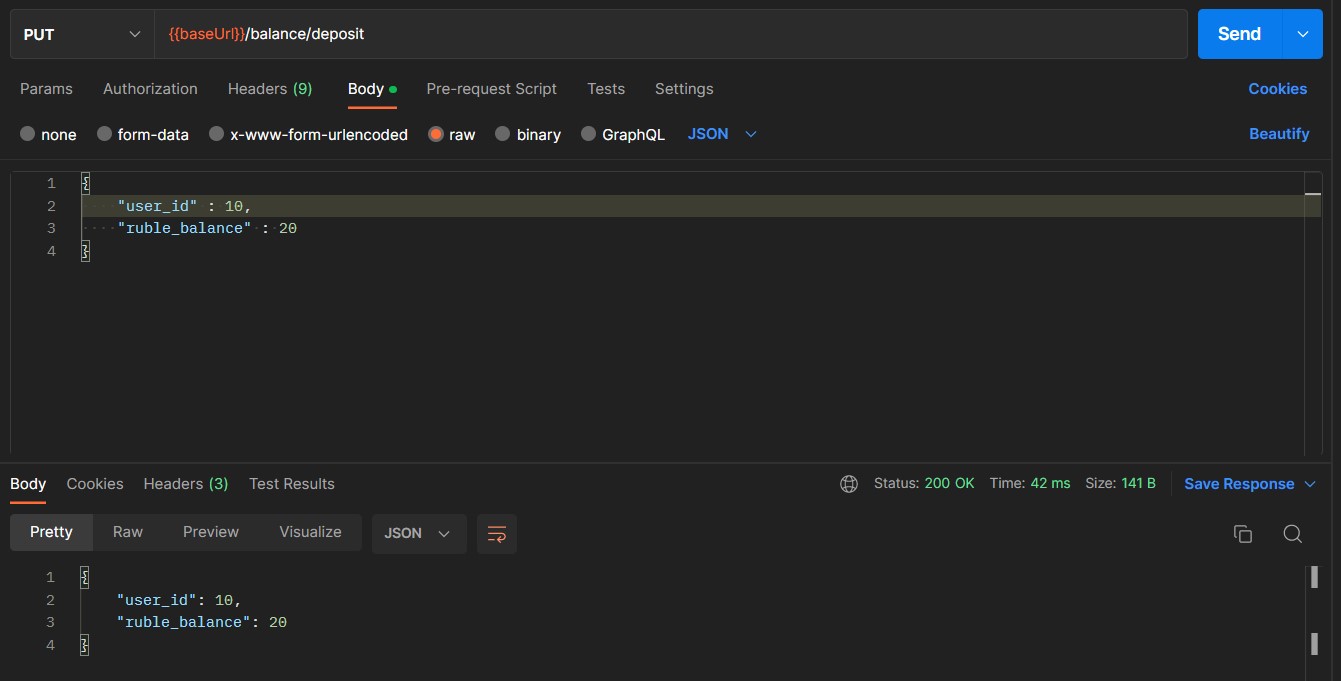 PUT {{baseUrl}}/balance/deposit Send
Params Authorization Headers (9) Body Pre-request Script Tests Settings Cookies
none form-data x-www-form-urlencoded raw binary GraphQL JSON Beautify
1 {
2 "user_id" : 10,
3 "ruble_balance" : 20
4 }
Body Cookies Headers (3) Test Results Status: 200 OK Time: 42 ms Size: 141 B Save Response
Pretty Raw Preview Visualize JSON
1 {
2 "user_id": 10,
3 "ruble_balance": 20
4 }